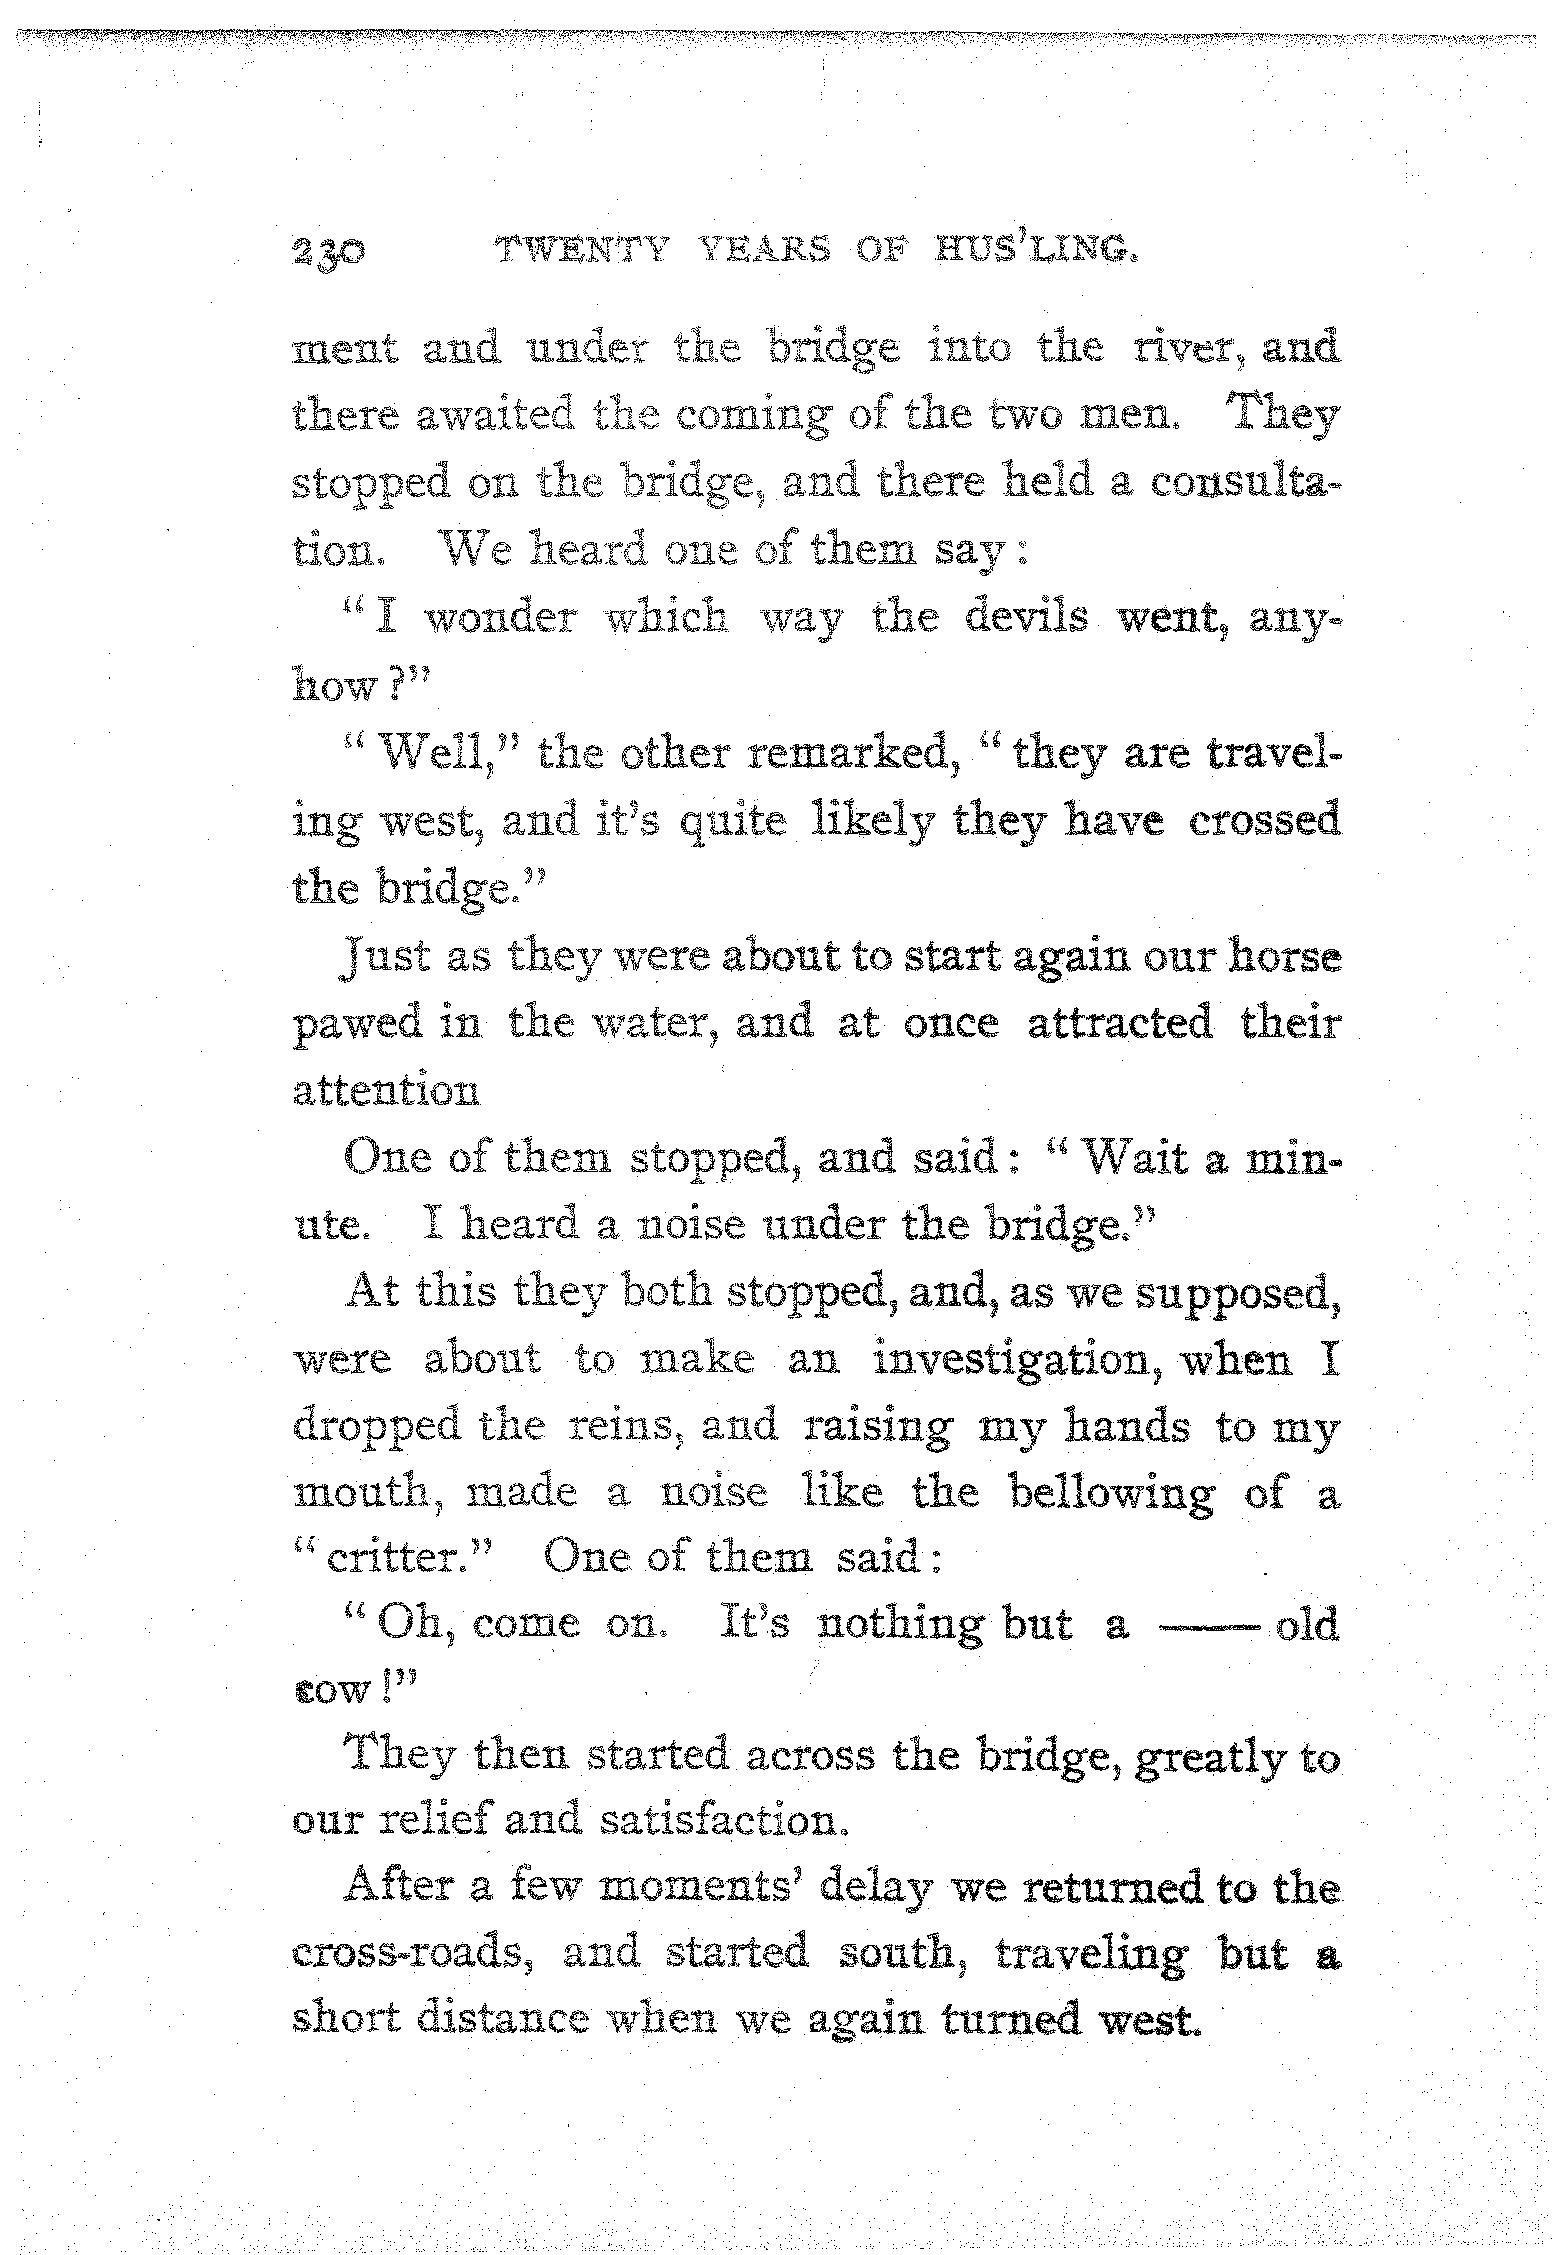 230 TWENTY YEARS OF HUS'LING.
ment and under the bridge into the river, and
there awaited the coming of the two men. They
stopped on the bridge, and there held a consulta-
tion. We heard one of them say:
"I wonder which way the devils went, any-
how?"
"Well," the other remarked, "they are travel-
ing west, and it's quite likely they have crossed
the bridge."
Just as they were about to start again our horse
pawed in the water, and at once attracted their
attention
One of them stopped, and said: "Wait a min-
ute. I heard a noise under the bridge."
At this they both stopped, and, as we supposed,
were about to make an investigation, when I
dropped the reins, and raising my hands to my
mouth, made a noise like the bellowing of a
"critter." One of them said:
"Oh, come on. It's nothing but a —— old
cow!"
They then started across the bridge, greatly to
our relief and satisfaction.
After a few moments' delay we returned to the
cross-roads, and started south, traveling but a
short distance when we again turned west.